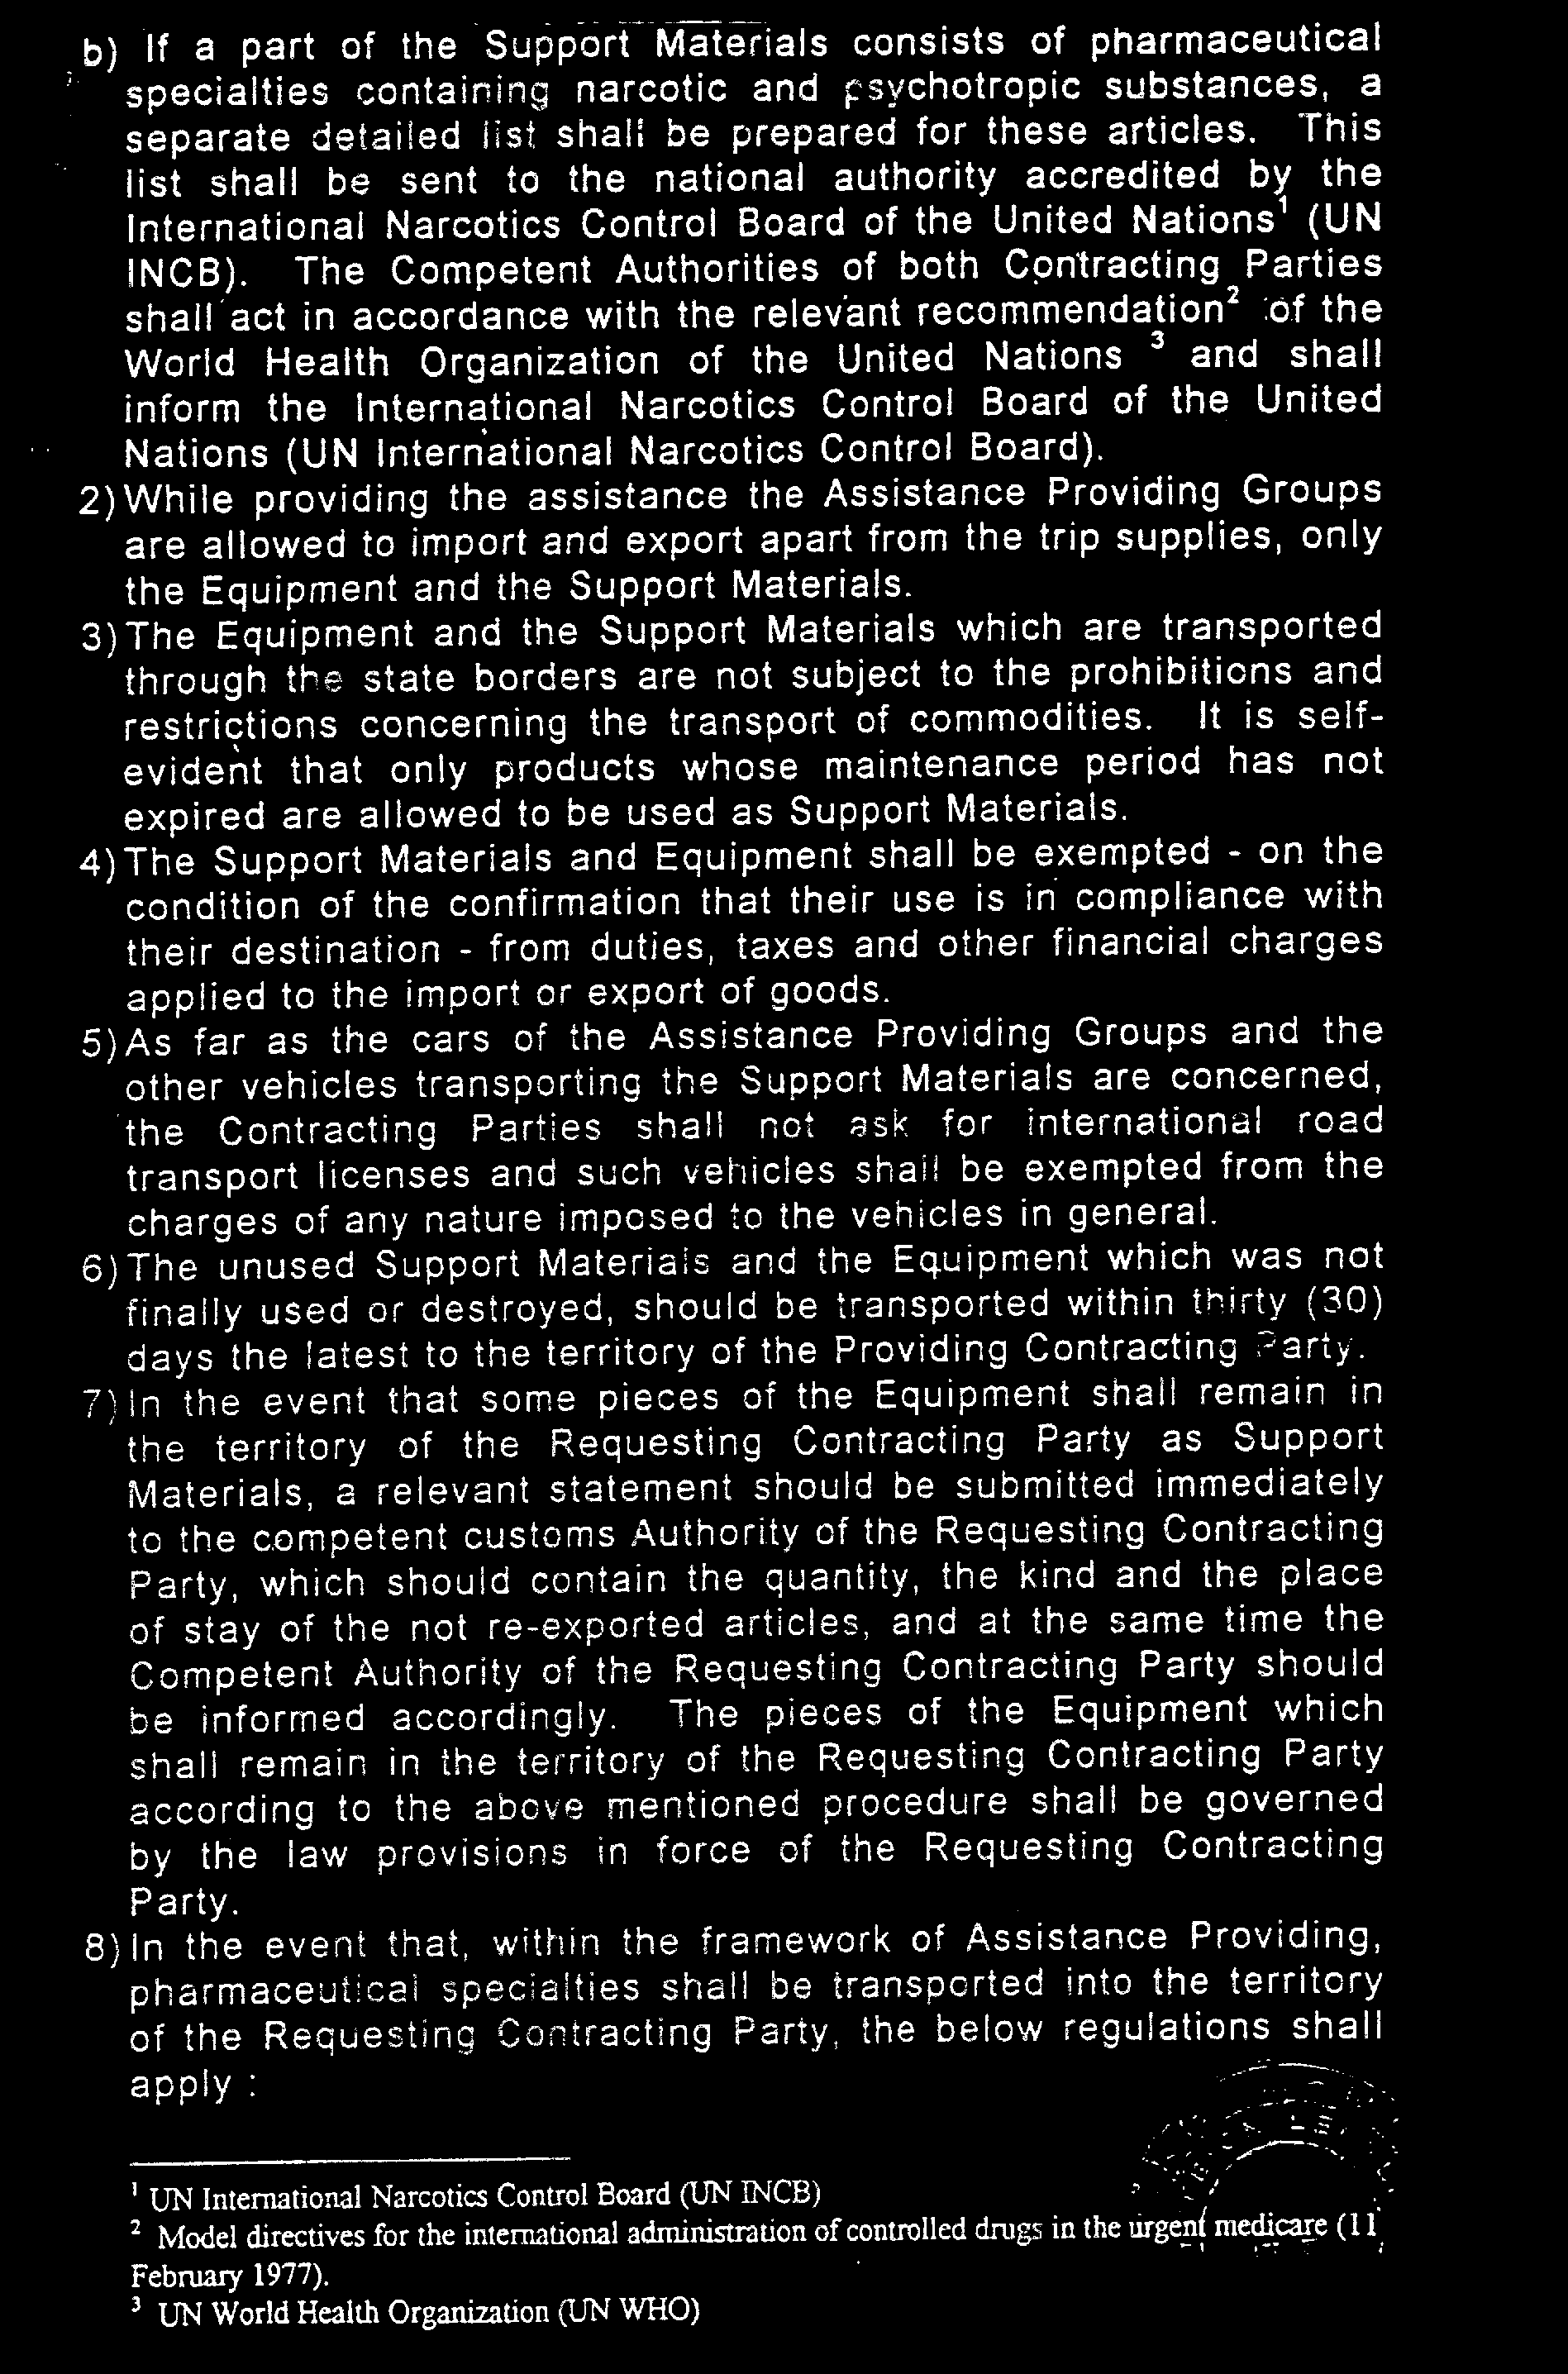 b) If a part of the Support Materials consists of pharmaceutical
specialties containing narcotic and psychotropic substances, a
separate detailed list shall be prepared for these articles. This
list shall be sent to the national authority accredited by the
International Narcotics Control Board of the United Nations¹ (UN
INCB). The Competent Authorities of both Contracting Parties
shall act in accordance with the relevant recommendation² of the
World Health Organization of the United Nations ³ and shall
inform the International Narcotics Control Board of the United
Nations (UN International Narcotics Control Board).
2) While providing the assistance the Assistance Providing Groups
are allowed to import and export apart from the trip supplies, only
the Equipment and the Support Materials.
3) The Equipment and the Support Materials which are transported
through the state borders are not subject to the prohibitions and
restrictions concerning the transport of commodities. It is self-
evident that only products whose maintenance period has not
expired are allowed to be used as Support Materials.
4) The Support Materials and Equipment shall be exempted - on the
condition of the confirmation that their use is in compliance with
their destination - from duties, taxes and other financial charges
applied to the import or export of goods.
5) As far as the cars of the Assistance Providing Groups and the
other vehicles transporting the Support Materials are concerned,
the Contracting Parties shall not ask for international road
transport licenses and such vehicles shall be exempted from the
charges of any nature imposed to the vehicles in general.
6) The unused Support Materials and the Equipment which was not
finally used or destroyed, should be transported within thirty (30)
days the latest to the territory of the Providing Contracting Party.
7) In the event that some pieces of the Equipment shall remain in
the territory of the Requesting Contracting Party as Support
Materials, a relevant statement should be submitted immediately
to the competent customs Authority of the Requesting Contracting
Party, which should contain the quantity, the kind and the place
of stay of the not re-exported articles, and at the same time the
Competent Authority of the Requesting Contracting Party should
be informed accordingly. The pieces of the Equipment which
shall remain in the territory of the Requesting Contracting Party
according to the above mentioned procedure shall be governed
by the law provisions in force of the Requesting Contracting
Party.
8) In the event that, within the framework of Assistance Providing,
pharmaceutical specialties shall be transported into the territory
of the Requesting Contracting Party, the below regulations shall
apply :
¹ UN International Narcotics Control Board (UN INCB)
² Model directives for the international administration of controlled drugs in the urgent medicare (11
February 1977).
³ UN World Health Organization (UN WHO)